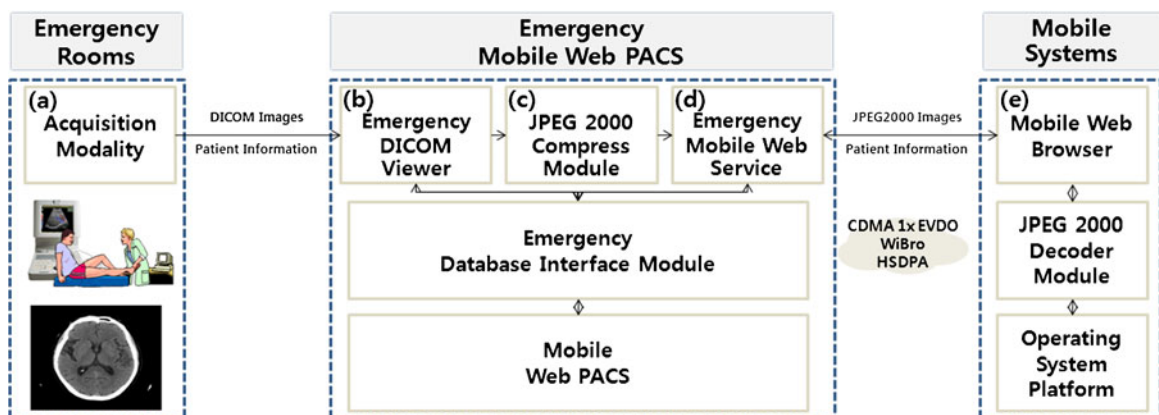 Emergency
Rooms
Emergency
Mobile Web PACS
Mobile
Systems
(a)
Acquisition
Modality
DICOM Images
Patient Information
(b)
Emergency
DICOM
Viewer
(c)
JPEG 2000
Compress
Module
(d)
Emergency
Mobile Web
Service
JPEG2000 Images
Patient Information
(e)
Mobile Web
Browser
Emergency
Database Interface Module
CDMA 1x EVDO
WiBro
HSDPA
JPEG 2000
Decoder
Module
Mobile
Web PACS
Operating
System
Platform